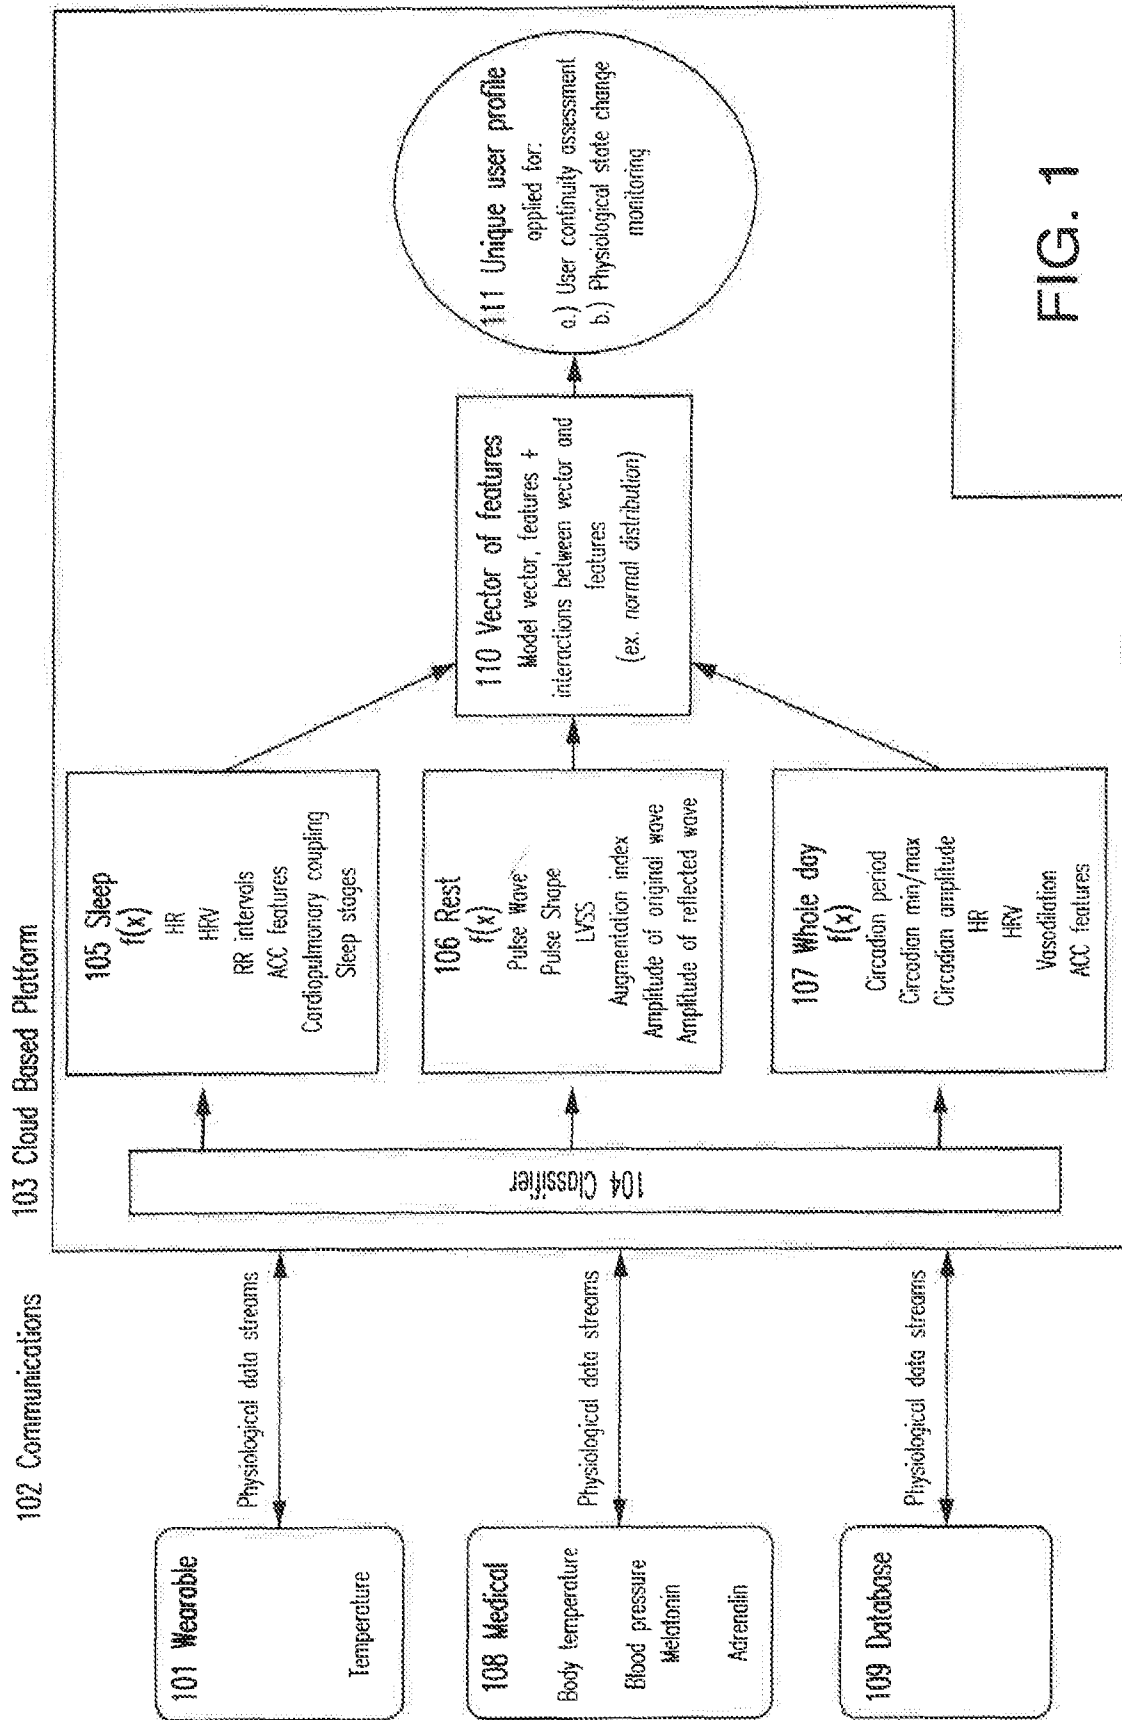 102 Communications
103 Cloud Based Platform
101 Wearable
Temperature
Physiological data streams
108 Medical
Body temperature
Blood pressure
Melatonin
Adrenalin
Physiological data streams
109 Database
Physiological data streams
104 Classifier
105 Sleep
f(x)
HR
HRV
RR intervals
ACC features
Cardiopulmonary coupling
Sleep stages
106 Rest
f(x)
Pulse Wave
Pulse Shape
LVSS
Augmentation index
Amplitude of original wave
Amplitude of reflected wave
107 Whole day
f(x)
Circadian period
Circadian min/max
Circadian amplitude
HR
HRV
Vasodilation
ACC features
110 Vector of features
Model vector, features +
interactions between vector and
features
(ex. normal distribution)
111 Unique user profile
applied for:
a.) User continuity assessment
b.) Physiological state change
monitoring
FIG. 1